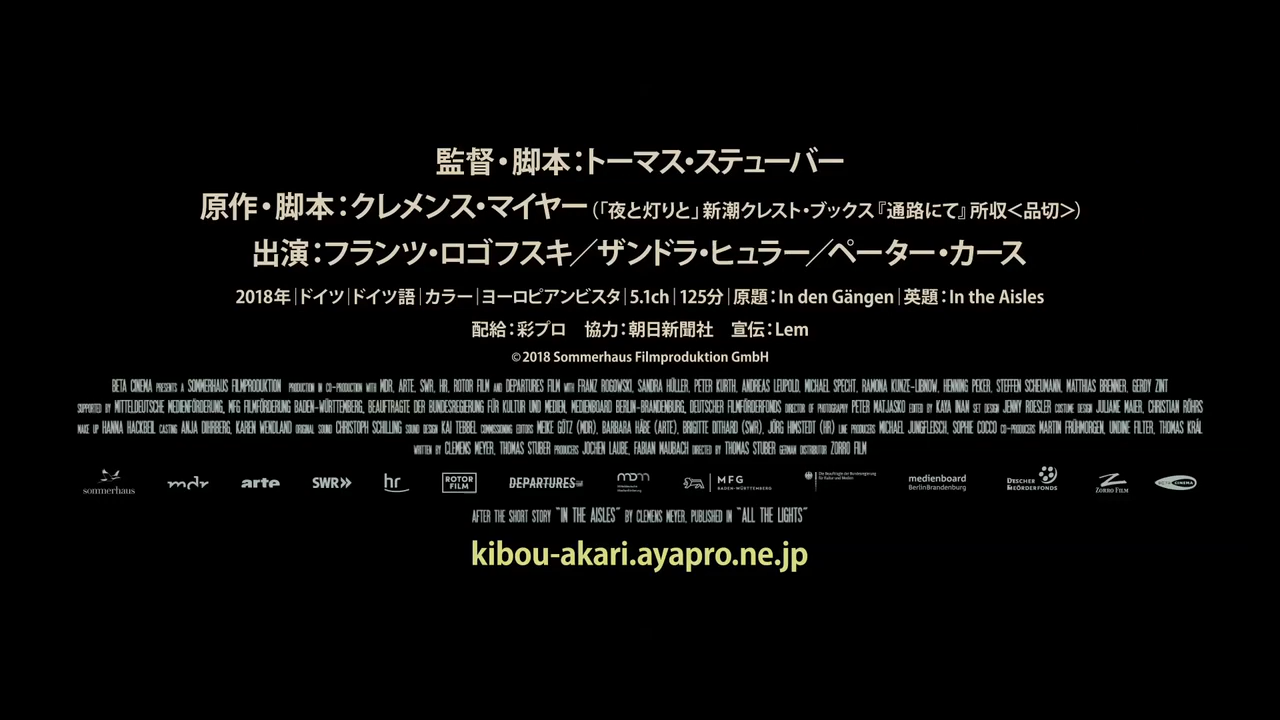 監督・脚本：トーマス・ステューバー
原作・脚本：クレメンス・マイヤー（「夜と灯りと」新潮クレスト・ブックス『通路にて』所収＜品切＞）
出演：フランツ・ロゴフスキ／ザンドラ・ヒュラー／ペーター・カース
2018年｜ドイツ｜ドイツ語｜カラー｜ヨーロピアンビスタ｜5.1ch｜125分｜原題：In den Gängen｜英題：In the Aisles
配給：彩プロ　協力：朝日新聞社　宣伝：Lem
©2018 Sommerhaus Filmproduktion GmbH
BETA CINEMA PRESENTS A SOMMERHAUS FILMPRODUKTION PRODUCTION IN CO-PRODUCTION WITH MDR, ARTE, SWR, HR, ROTOR FILM AND DEPARTURES FILM WITH FRANZ ROGOWSKI, SANDRA HÜLLER, PETER KURTH, ANDREAS LEUPOLD, MICHAEL SPECHT, RAMONA KUNZE-LIBNOW, HENNING PEKER, STEFFEN SCHEUMANN, MATTHIAS BRENNER, GERDY ZINT
SUPPORTED BY MITTELDEUTSCHE MEDIENFÖRDERUNG, MFG FILMFÖRDERUNG BADEN-WÜRTTEMBERG, BEAUFTRAGTE DER BUNDESREGIERUNG FÜR KULTUR UND MEDIEN, MEDIENBOARD BERLIN-BRANDENBURG, DEUTSCHER FILMFÖRDERFONDS DIRECTOR OF PHOTOGRAPHY PETER MATJASKO EDITED BY KAYA INAN SET DESIGN JENNY ROESLER COSTUME DESIGN JULIANE MAIER, CHRISTIAN RÖHRS
MAKE UP HANNA HACKBEIL CASTING ANJA DIHRBERG, KAREN WENDLAND ORIGINAL SOUND CHRISTOPH SCHILLING SOUND DESIGN KAI TEBBEL COMMISSIONING EDITORS MEIKE GÖTZ (MDR), BARBARA HÄBE (ARTE), BRIGITTE DITHARD (SWR), JÖRG HIMSTEDT (HR) LINE PRODUCERS MICHAEL JUNGFLEISCH, SOPHIE COCCO CO-PRODUCERS MARTIN FRÜHMORGEN, UNDINE FILTER, THOMAS KRÁL
WRITTEN BY CLEMENS MEYER, THOMAS STUBER PRODUCERS JOCHEN LAUBE, FABIAN MAUBACH DIRECTED BY THOMAS STUBER GERMAN DISTRIBUTOR ZORRO FILM
sommerhaus mdr arte SWR» hr ROTOR FILM DEPARTURES mdm MFG BADEN-WÜRTTEMBERG Die Beauftragte der Bundesregierung für Kultur und Medien medienboard BerlinBrandenburg ZORRO FILM
AFTER THE SHORT STORY "IN THE AISLES" BY CLEMENS MEYER, PUBLISHED IN "ALL THE LIGHTS"
kibou-akari.ayapro.ne.jp